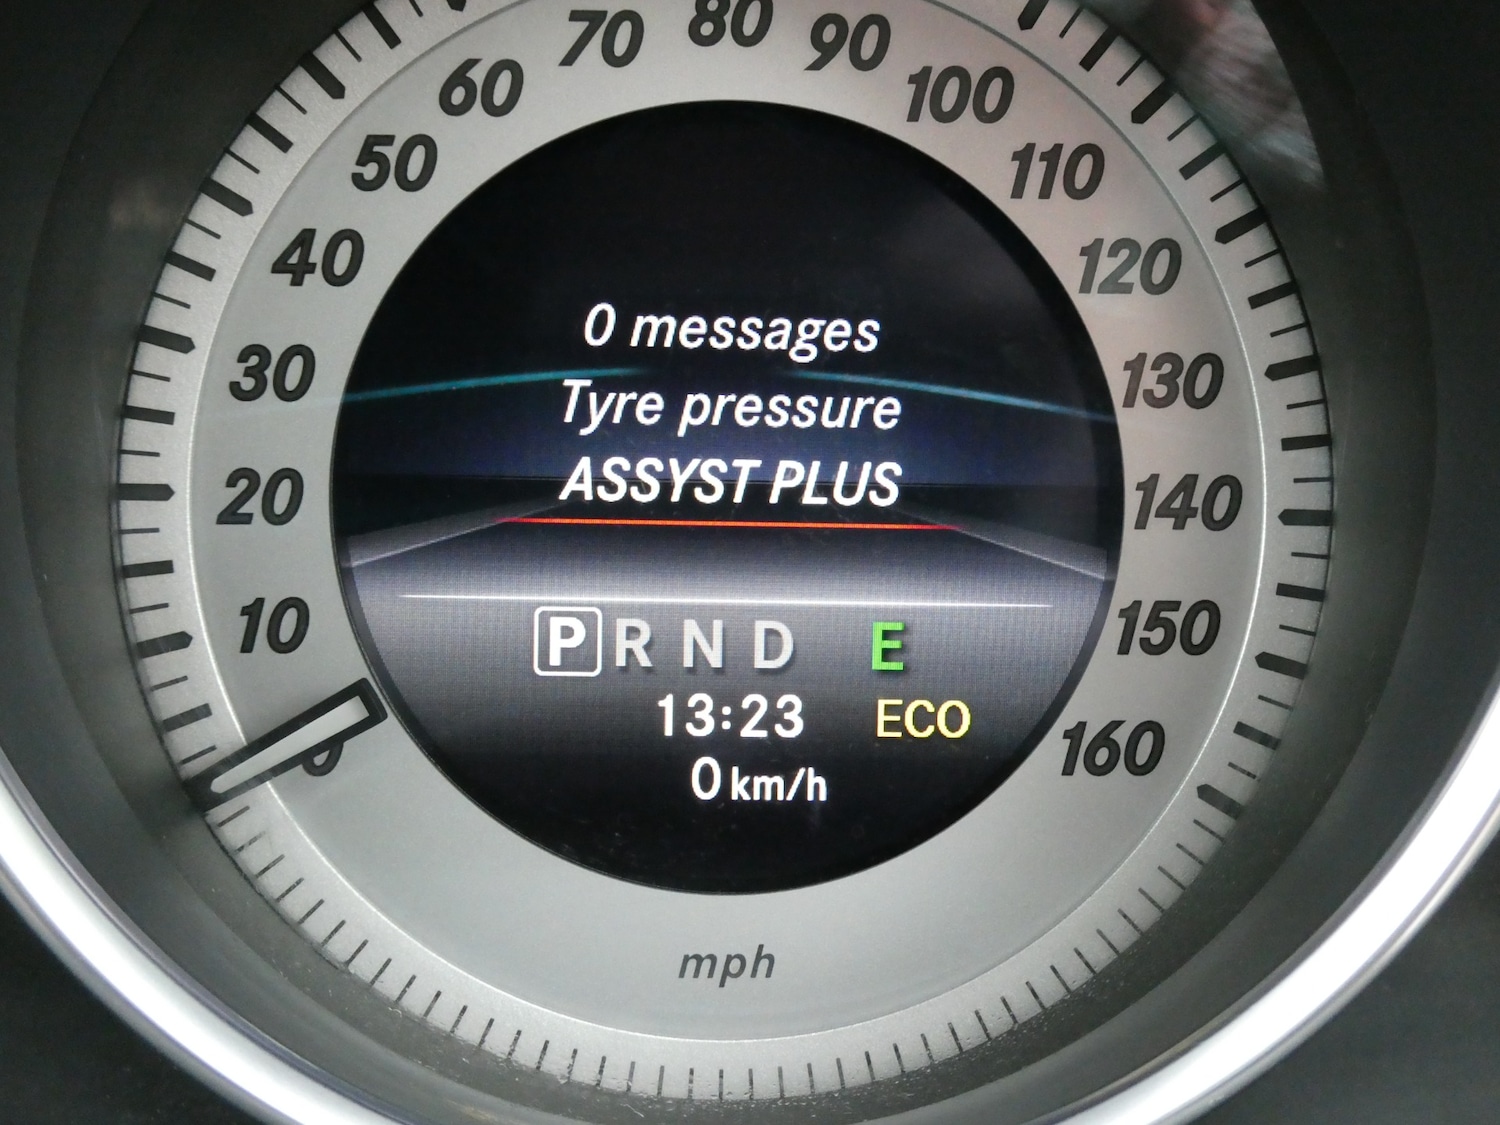 10
20
30
40
50
60
70
80
90
100
110
120
130
140
150
160
0 messages
Tyre pressure
ASSYST PLUS
P R N D E
13:23 ECO
0 km/h
mph